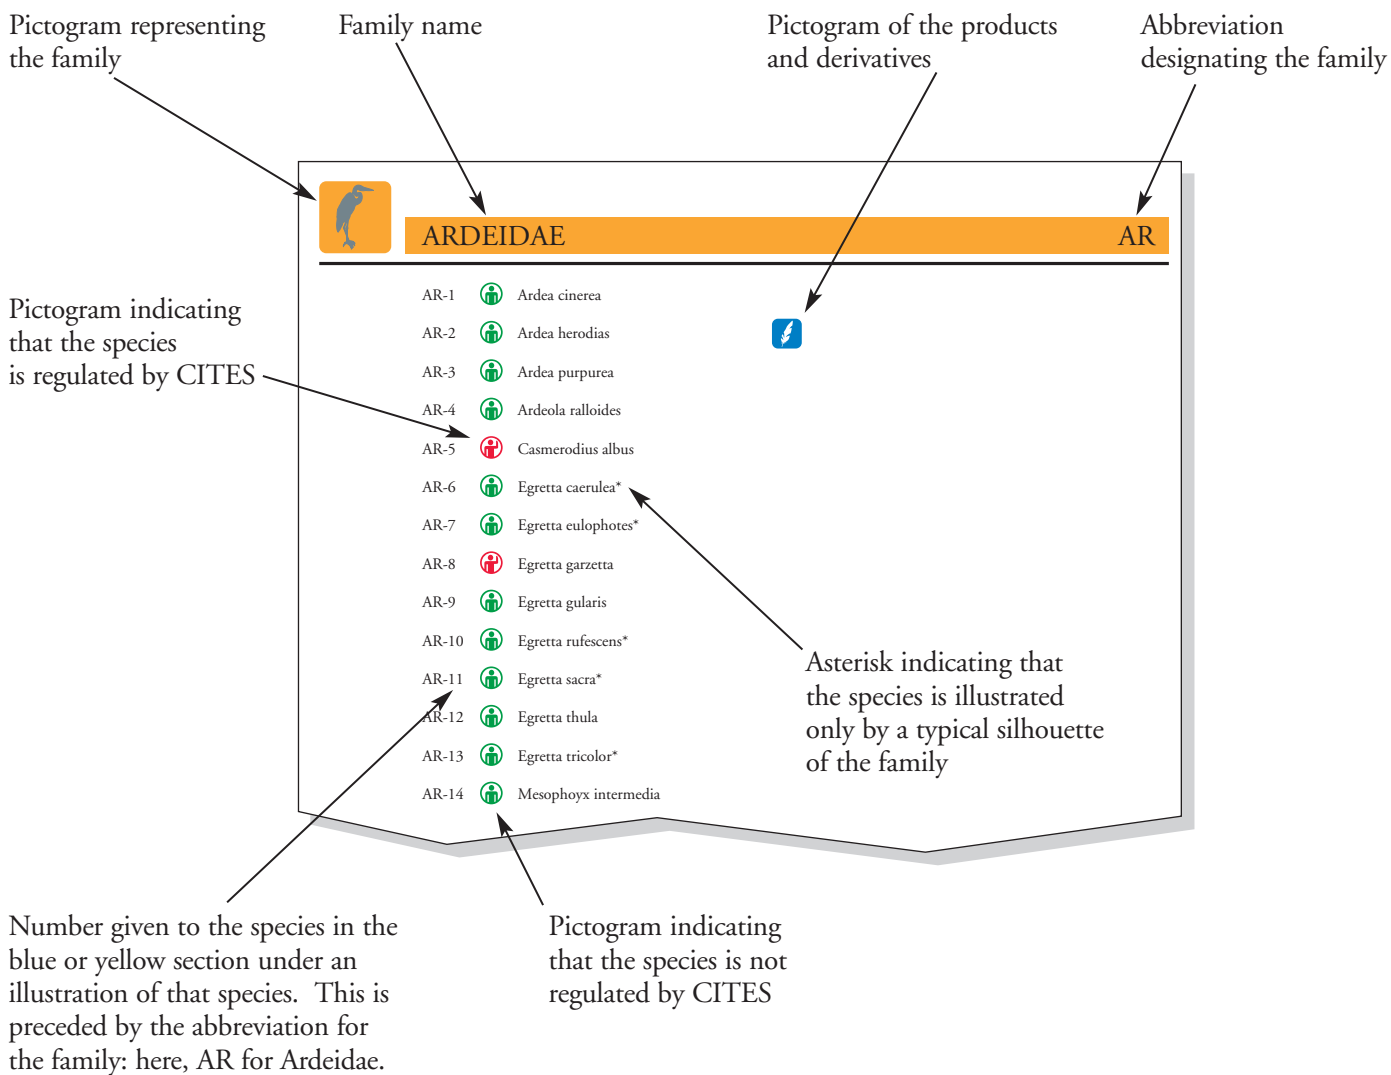 Pictogram representing
the family
Family name
Pictogram of the products
and derivatives
Abbreviation
designating the family
ARDEIDAE AR
Pictogram indicating
that the species
is regulated by CITES
AR-1 Ardea cinerea
AR-2 Ardea herodias
AR-3 Ardea purpurea
AR-4 Ardeola ralloides
AR-5 Casmerodius albus
AR-6 Egretta caerulea*
AR-7 Egretta eulophotes*
AR-8 Egretta garzetta
AR-9 Egretta gularis
AR-10 Egretta rufescens*
AR-11 Egretta sacra*
AR-12 Egretta thula
AR-13 Egretta tricolor*
AR-14 Mesophoyx intermedia
Asterisk indicating that
the species is illustrated
only by a typical silhouette
of the family
Number given to the species in the
blue or yellow section under an
illustration of that species. This is
preceded by the abbreviation for
the family: here, AR for Ardeidae.
Pictogram indicating
that the species is not
regulated by CITES